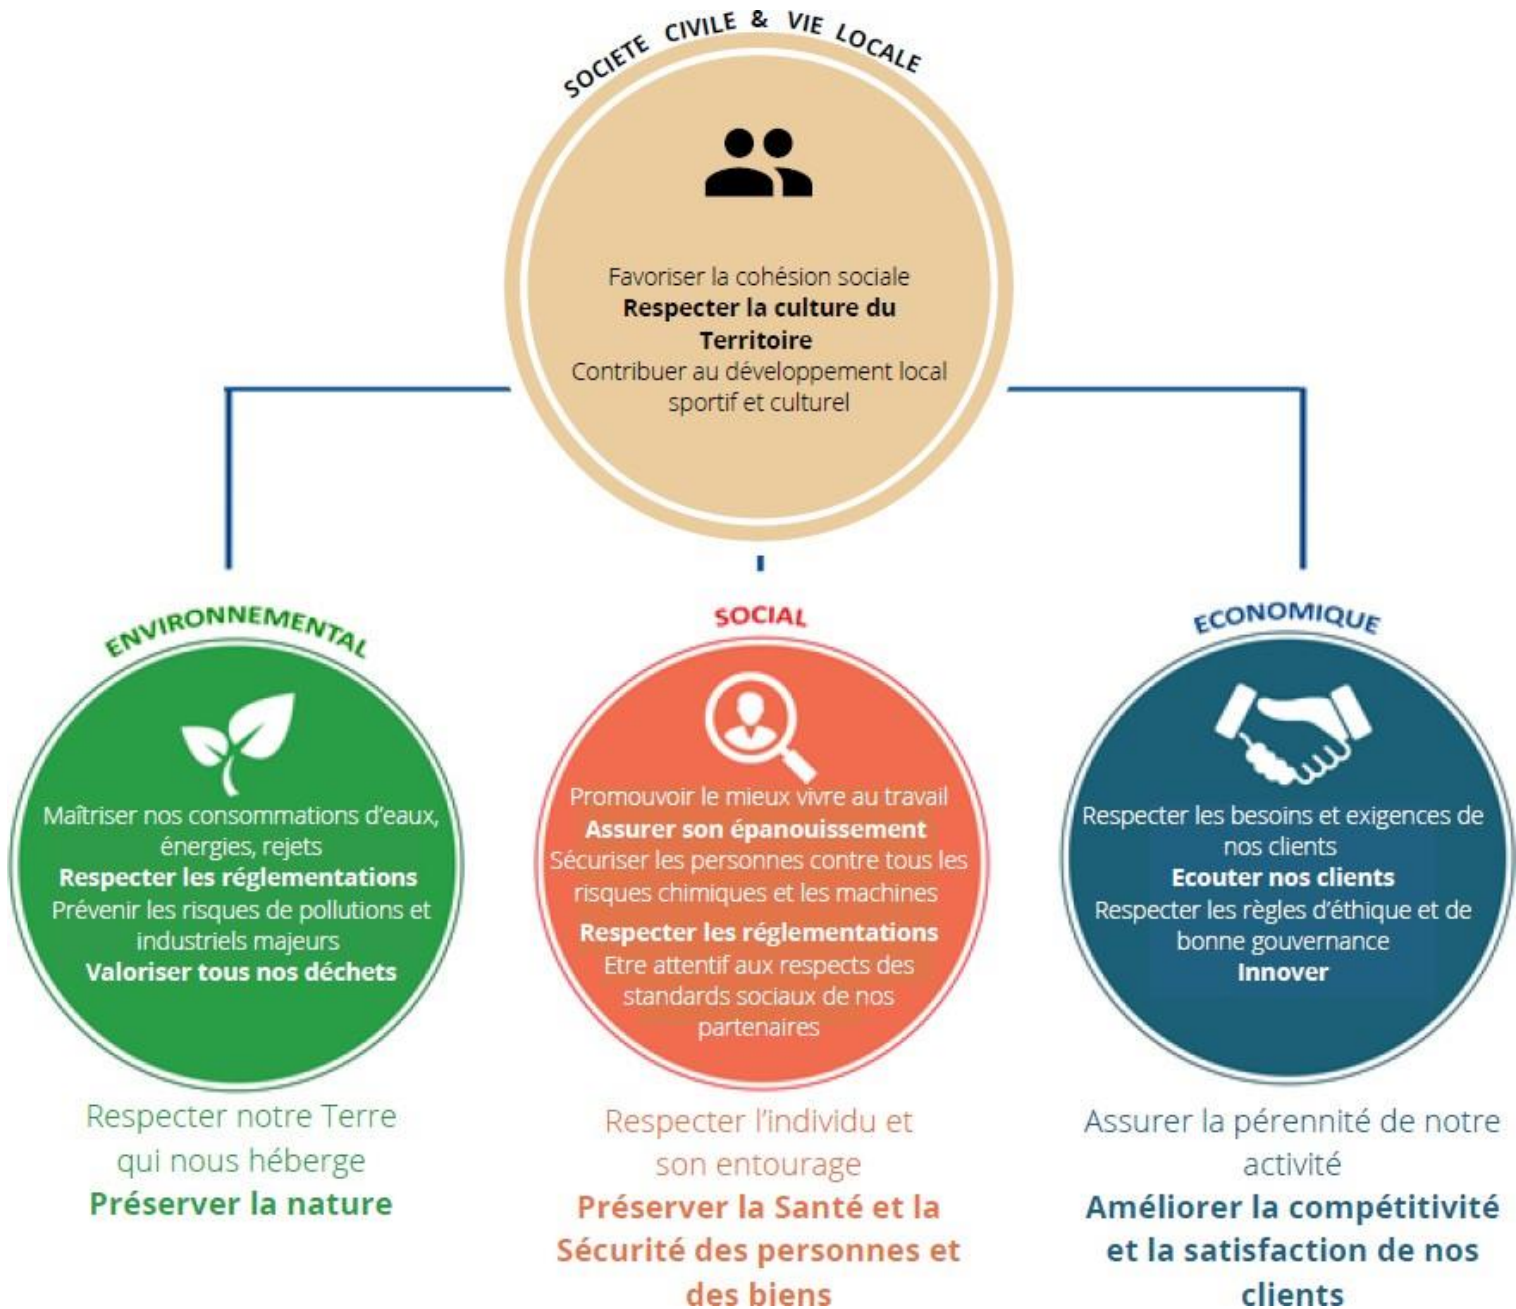 SOCIETE CIVILE & VIE LOCALE
Favoriser la cohésion sociale
Respecter la culture du
Territoire
Contribuer au développement local
sportif et culturel
ENVIRONNEMENTAL
Maîtriser nos consommations d'eaux,
énergies, rejets
Respecter les réglementations
Prévenir les risques de pollutions et
industriels majeurs
Valoriser tous nos déchets
Respecter notre Terre
qui nous héberge
Préserver la nature
SOCIAL
Promouvoir le mieux vivre au travail
Assurer son épanouissement
Sécuriser les personnes contre tous les
risques chimiques et les machines
Respecter les réglementations
Etre attentif aux respects des
standards sociaux de nos
partenaires
Respecter l'individu et
son entourage
Préserver la Santé et la
Sécurité des personnes et
des biens
ECONOMIQUE
Respecter les besoins et exigences de
nos clients
Ecouter nos clients
Respecter les règles d'éthique et de
bonne gouvernance
Innover
Assurer la pérennité de notre
activité
Améliorer la compétitivité
et la satisfaction de nos
clients